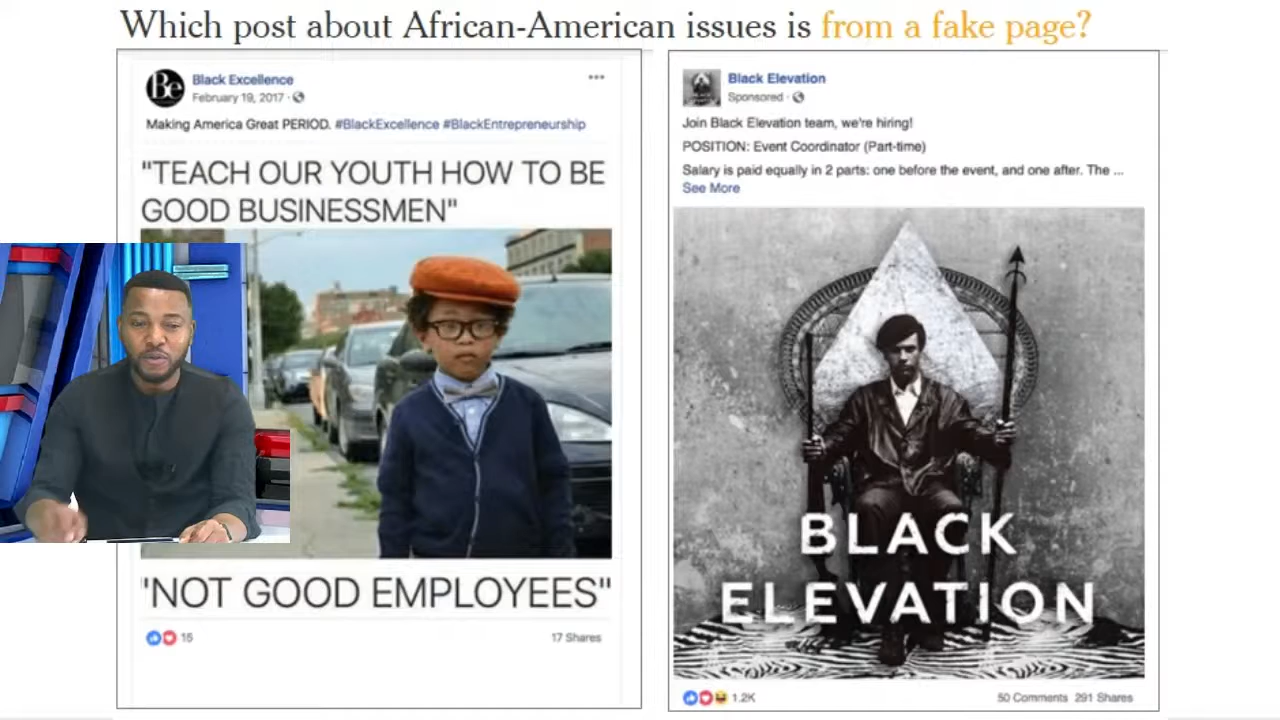 Which post about African-American issues is from a fake page?
Be
Black Excellence
February 19, 2017 ·
Making America Great PERIOD. #BlackExcellence #BlackEntrepreneurship
"TEACH OUR YOUTH HOW TO BE
GOOD BUSINESSMEN"
'NOT GOOD EMPLOYEES"
15
17 Shares
Black Elevation
Sponsored ·
Join Black Elevation team, we're hiring!
POSITION: Event Coordinator (Part-time)
Salary is paid equally in 2 parts: one before the event, and one after. The ...
See More
BLACK
ELEVATION
1.2K
50 Comments 291 Shares